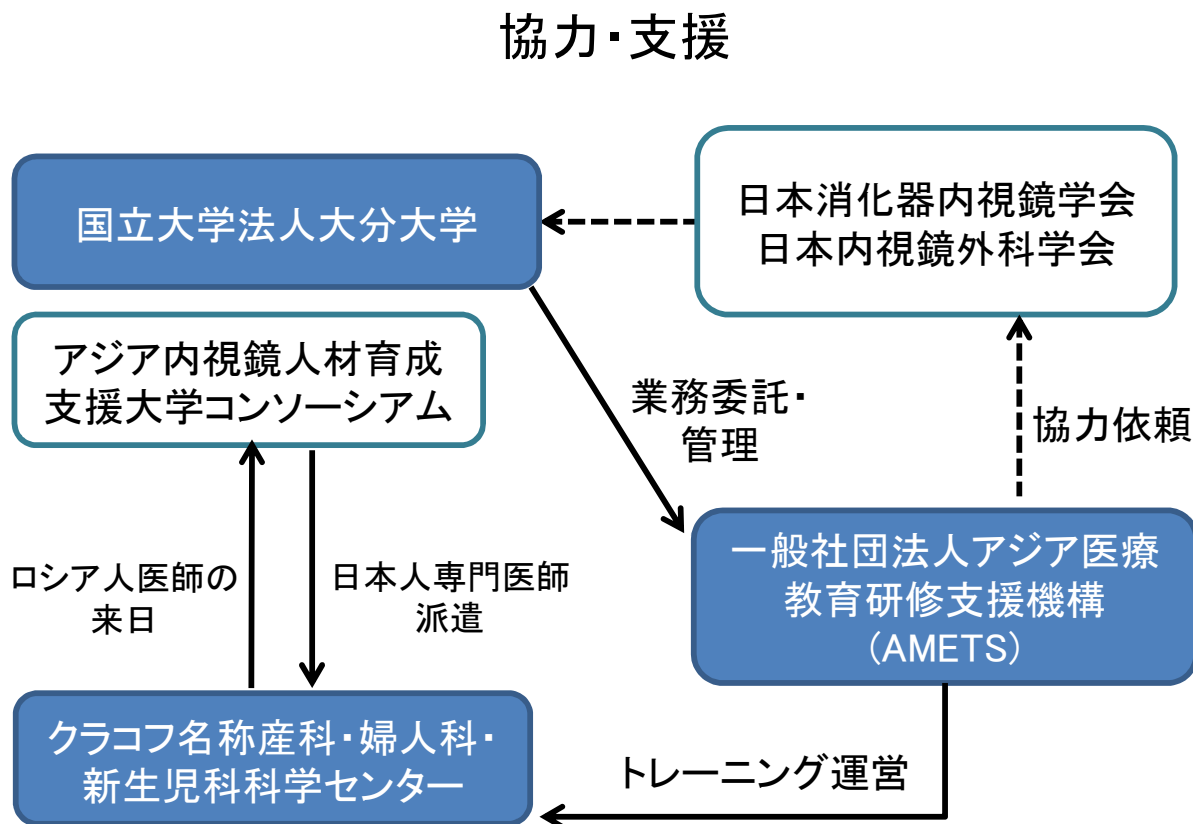 協力・支援
国立大学法人大分大学
日本消化器内視鏡学会
日本内視鏡外科学会
アジア内視鏡人材育成
支援大学コンソーシアム
業務委託・
管理
協力依頼
ロシア人医師の
来日
日本人専門医師
派遣
一般社団法人アジア医療
教育研修支援機構
(AMETS)
クラコフ名称産科・婦人科・
新生児科科学センター
トレーニング運営